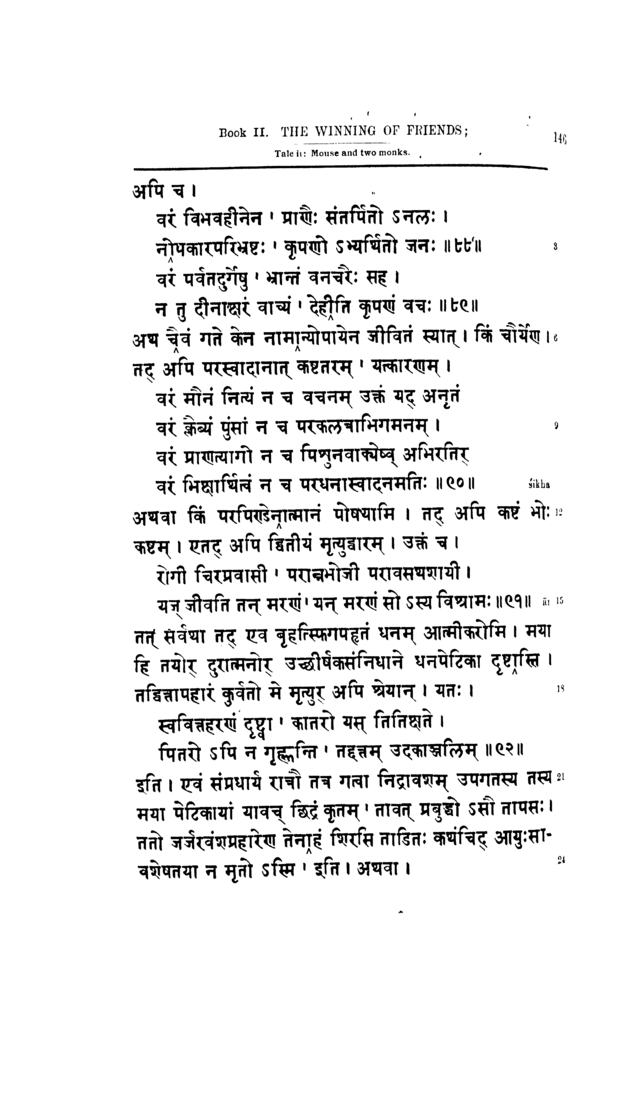 Book II. THE WINNING OF FRIENDS; 146
Tale ii: Mouse and two monks.
अपि च ।
वरं विभवहीनेन ' प्राणैः संतर्पितो ऽनलः ।
नोपकारपरिभ्रष्टः ' कृपणो ऽभ्यर्थितो जनः ॥८८॥ 3
वरं पर्वतदुर्गेषु ' भ्रान्तं वनचरैः सह ।
न तु दीनाक्षरं वाच्यं ' देहीति कृपणं वचः ॥८९॥
अथ चैवं गते केन नामान्योपायेन जीवितं स्यात् । किं चौर्येण । 6
तद् अपि परस्वादानात् कष्टतरम् ' यत्कारणम् ।
वरं मौनं नित्यं न च वचनम् उक्तं यद् अनृतं
वरं क्लैब्यं पुंसां न च परकलत्राभिगमनम् । 9
वरं प्राणत्यागो न च पिशुनवाक्येष्व् अभिरतिर्
वरं भिक्षार्थित्वं न च परधनास्वादनमतिः ॥९०॥ śikha
अथवा किं परपिण्डेनात्मानं पोषयामि । तद् अपि कष्टं भोः 12
कष्टम् । एतद् अपि द्वितीयं मृत्युद्वारम् । उक्तं च ।
रोगी चिरप्रवासी ' परान्नभोजी परावसथशायी ।
यज् जीवति तन् मरणं ' यन् मरणं सो ऽस्य विश्रामः ॥९१॥ ār 15
तत् सर्वथा तद् एव बृहत्स्फिगपहृतं धनम् आत्मीकरोमि । मया
हि तयोर् दुरात्मनोर् उच्छीर्षकसंनिधाने धनपेटिका दृष्टास्ति ।
तद्वित्तापहारं कुर्वतो मे मृत्युर् अपि श्रेयान् । यतः । 18
स्ववित्तहरणं दृष्ट्वा ' कातरो यस् तितिक्षते ।
पितरो ऽपि न गृह्णन्ति ' तद्दत्तम् उदकाञ्जलिम् ॥९२॥
इति । एवं संप्रधार्य रात्रौ तत्र गत्वा निद्रावशम् उपगतस्य तस्य 21
मया पेटिकायां यावच् छिद्रं कृतम् ' तावत् प्रबुद्धो ऽसौ तापसः ।
ततो जर्जरवंशप्रहारेण तेनाहं शिरसि ताडितः कथंचिद् आयुःसा-
वशेषतया न मृतो ऽस्मि ' इति । अथवा । 24